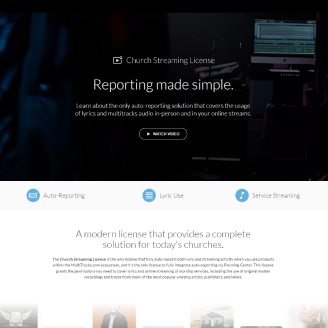 Church Streaming License
Reporting made simple.
Learn about the only auto-reporting solution that covers the usage
of lyrics and multitracks audio in-person and in your online streams.
WATCH VIDEO
Auto-Reporting
Lyric Use
Service Streaming
A modern license that provides a complete
solution for today's churches.
The Church Streaming License is the only license that fully auto-reports both lyric and streaming activity when you use products
within the MultiTracks.com ecosystem, and it's the only license to fully integrate auto-reporting via Planning Center. This license
grants the permissions you need to cover lyrics and online streaming of worship services, including the use of original master
recordings and tracks from many of the most popular worship artists, publishers, and labels.